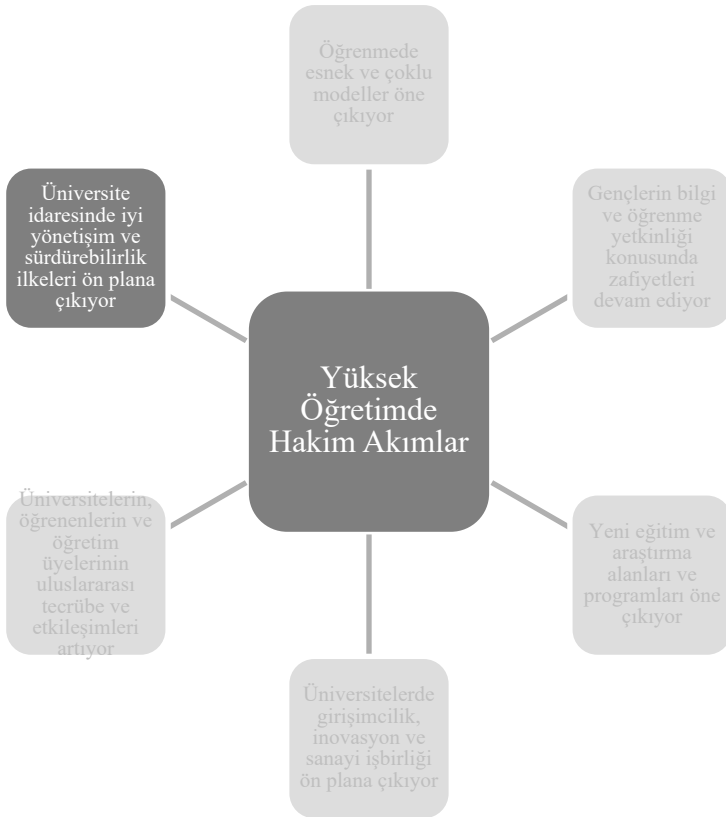 Öğrenmede
esnek ve çoklu
modeller öne
çıkıyor
Üniversite
idaresinde iyi
yönetişim ve
sürdürebilirlik
ilkeleri ön plana
çıkıyor
Gençlerin bilgi
ve öğrenme
yetkinliği
konusunda
zafiyetleri
devam ediyor
Yüksek
Öğretimde
Hakim Akımlar
Üniversitelerin,
öğrenenlerin ve
öğretim
üyelerinin
uluslararası
tecrübe ve
etkileşimleri
artıyor
Yeni eğitim ve
araştırma
alanları ve
programları öne
çıkıyor
Üniversitelerde
girişimcilik,
inovasyon ve
sanayi işbirliği
ön plana çıkıyor